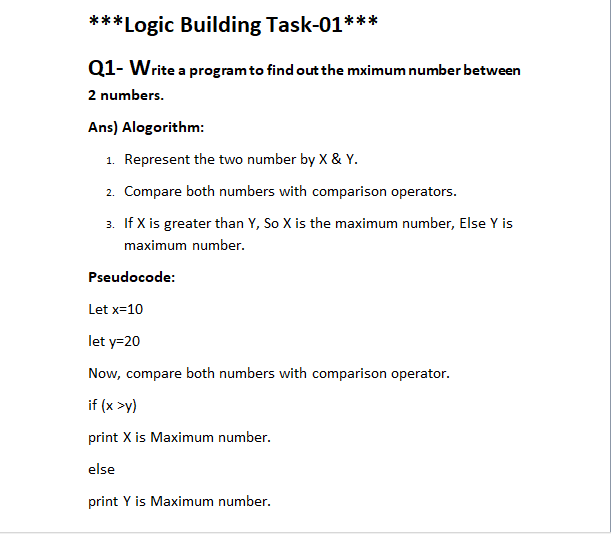 ***Logic Building Task-01***
Q1- Write a program to find out the mximum number between
2 numbers.
Ans) Alogorithm:
1. Represent the two number by X & Y.
2. Compare both numbers with comparison operators.
3. If X is greater than Y, So X is the maximum number, Else Y is
maximum number.
Pseudocode:
Let x=10
let y=20
Now, compare both numbers with comparison operator.
if (x >y)
print X is Maximum number.
else
print Y is Maximum number.